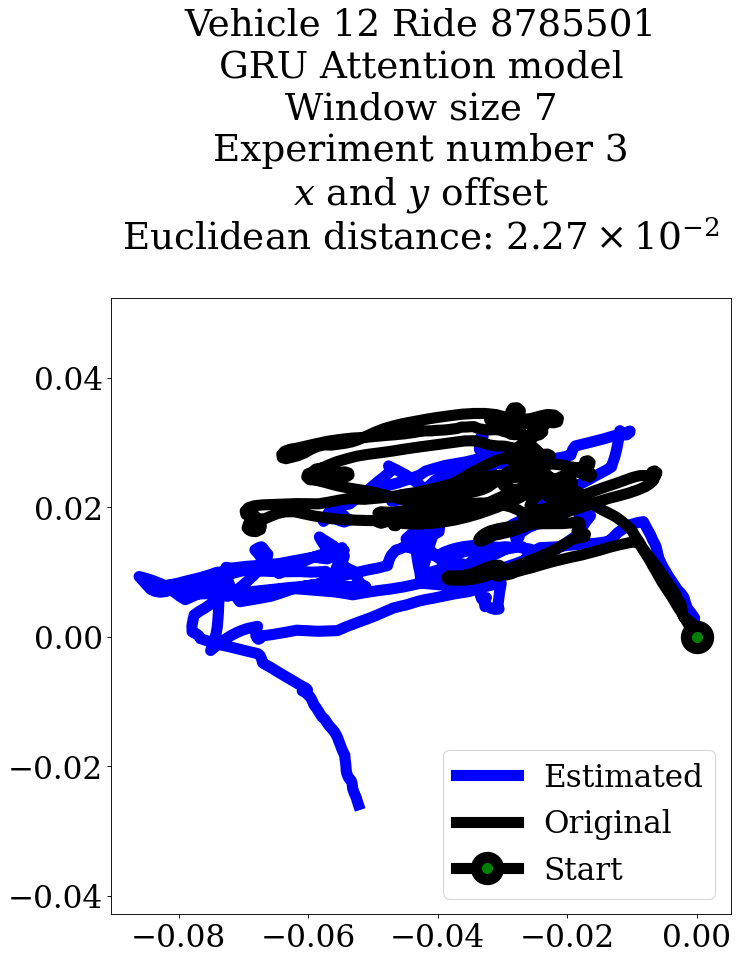 Vehicle 12 Ride 8785501
GRU Attention model
Window size 7
Experiment number 3
x and y offset
Euclidean distance: 2.27 × 10⁻²
0.04
0.02
0.00
−0.02
−0.04
Estimated
Original
Start
−0.08 −0.06 −0.04 −0.02 0.00